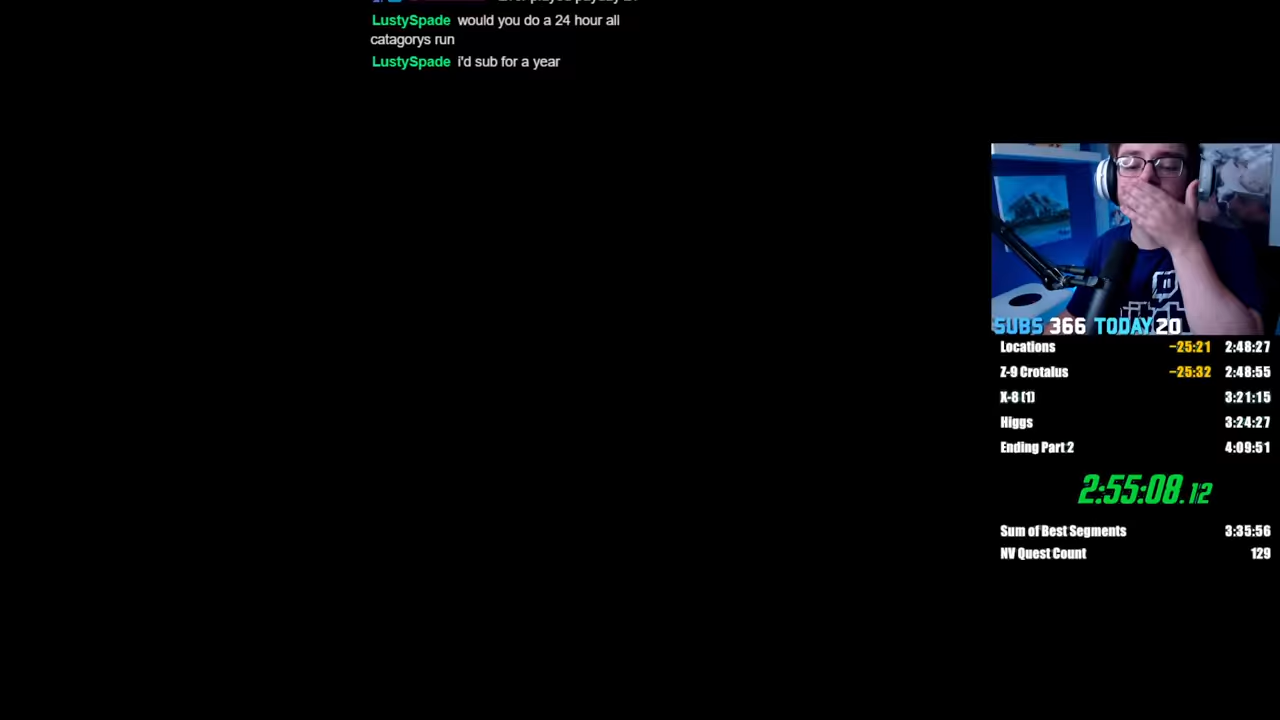 LustySpade would you do a 24 hour all
catagorys run
LustySpade i'd sub for a year
SUBS 366 TODAY 20
Locations -25:21 2:48:27
Z-9 Crotalus -25:32 2:48:55
X-8 (1) 3:21:15
Higgs 3:24:27
Ending Part 2 4:09:51
2:55:08.12
Sum of Best Segments 3:35:56
NV Quest Count 129